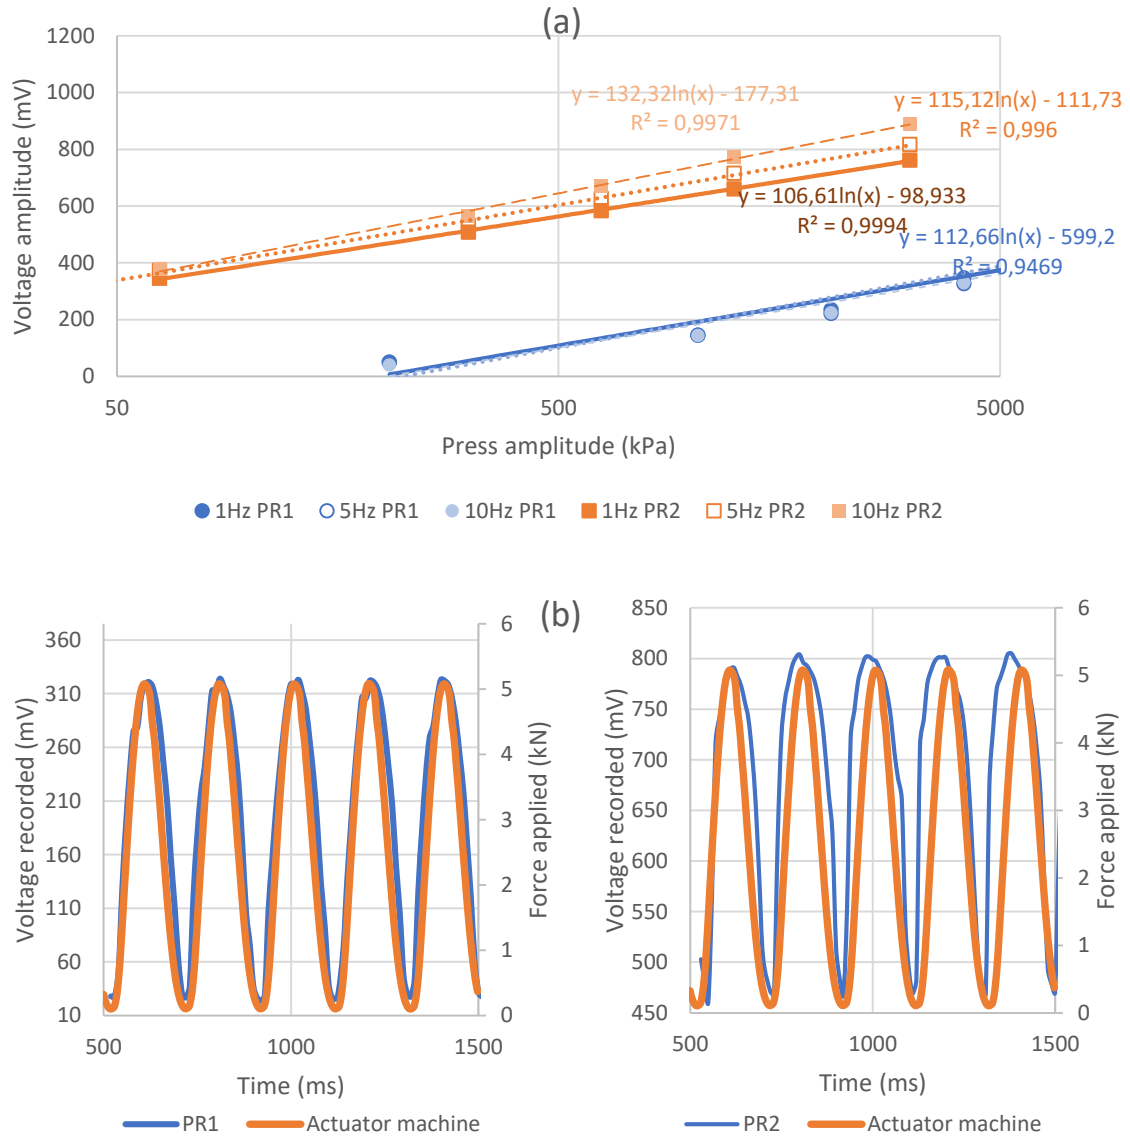 (a)
1200
1000
800
600
400
200
0
Voltage amplitude (mV)
y = 132,32ln(x) - 177,31
R² = 0,9971
y = 115,12ln(x) - 111,73
R² = 0,996
y = 106,61ln(x) - 98,933
R² = 0,9994
y = 112,66ln(x) - 599,2
R² = 0,9469
50 500 5000
Press amplitude (kPa)
1Hz PR1 5Hz PR1 10Hz PR1 1Hz PR2 5Hz PR2 10Hz PR2
(b)
360
310
260
210
160
110
60
10
Voltage recorded (mV)
6
5
4
3
2
1
0
Force applied (kN)
500 1000 1500
Time (ms)
PR1 Actuator machine
850
800
750
700
650
600
550
500
450
Voltage recorded (mV)
6
5
4
3
2
1
0
Force applied (kN)
500 1000 1500
Time (ms)
PR2 Actuator machine